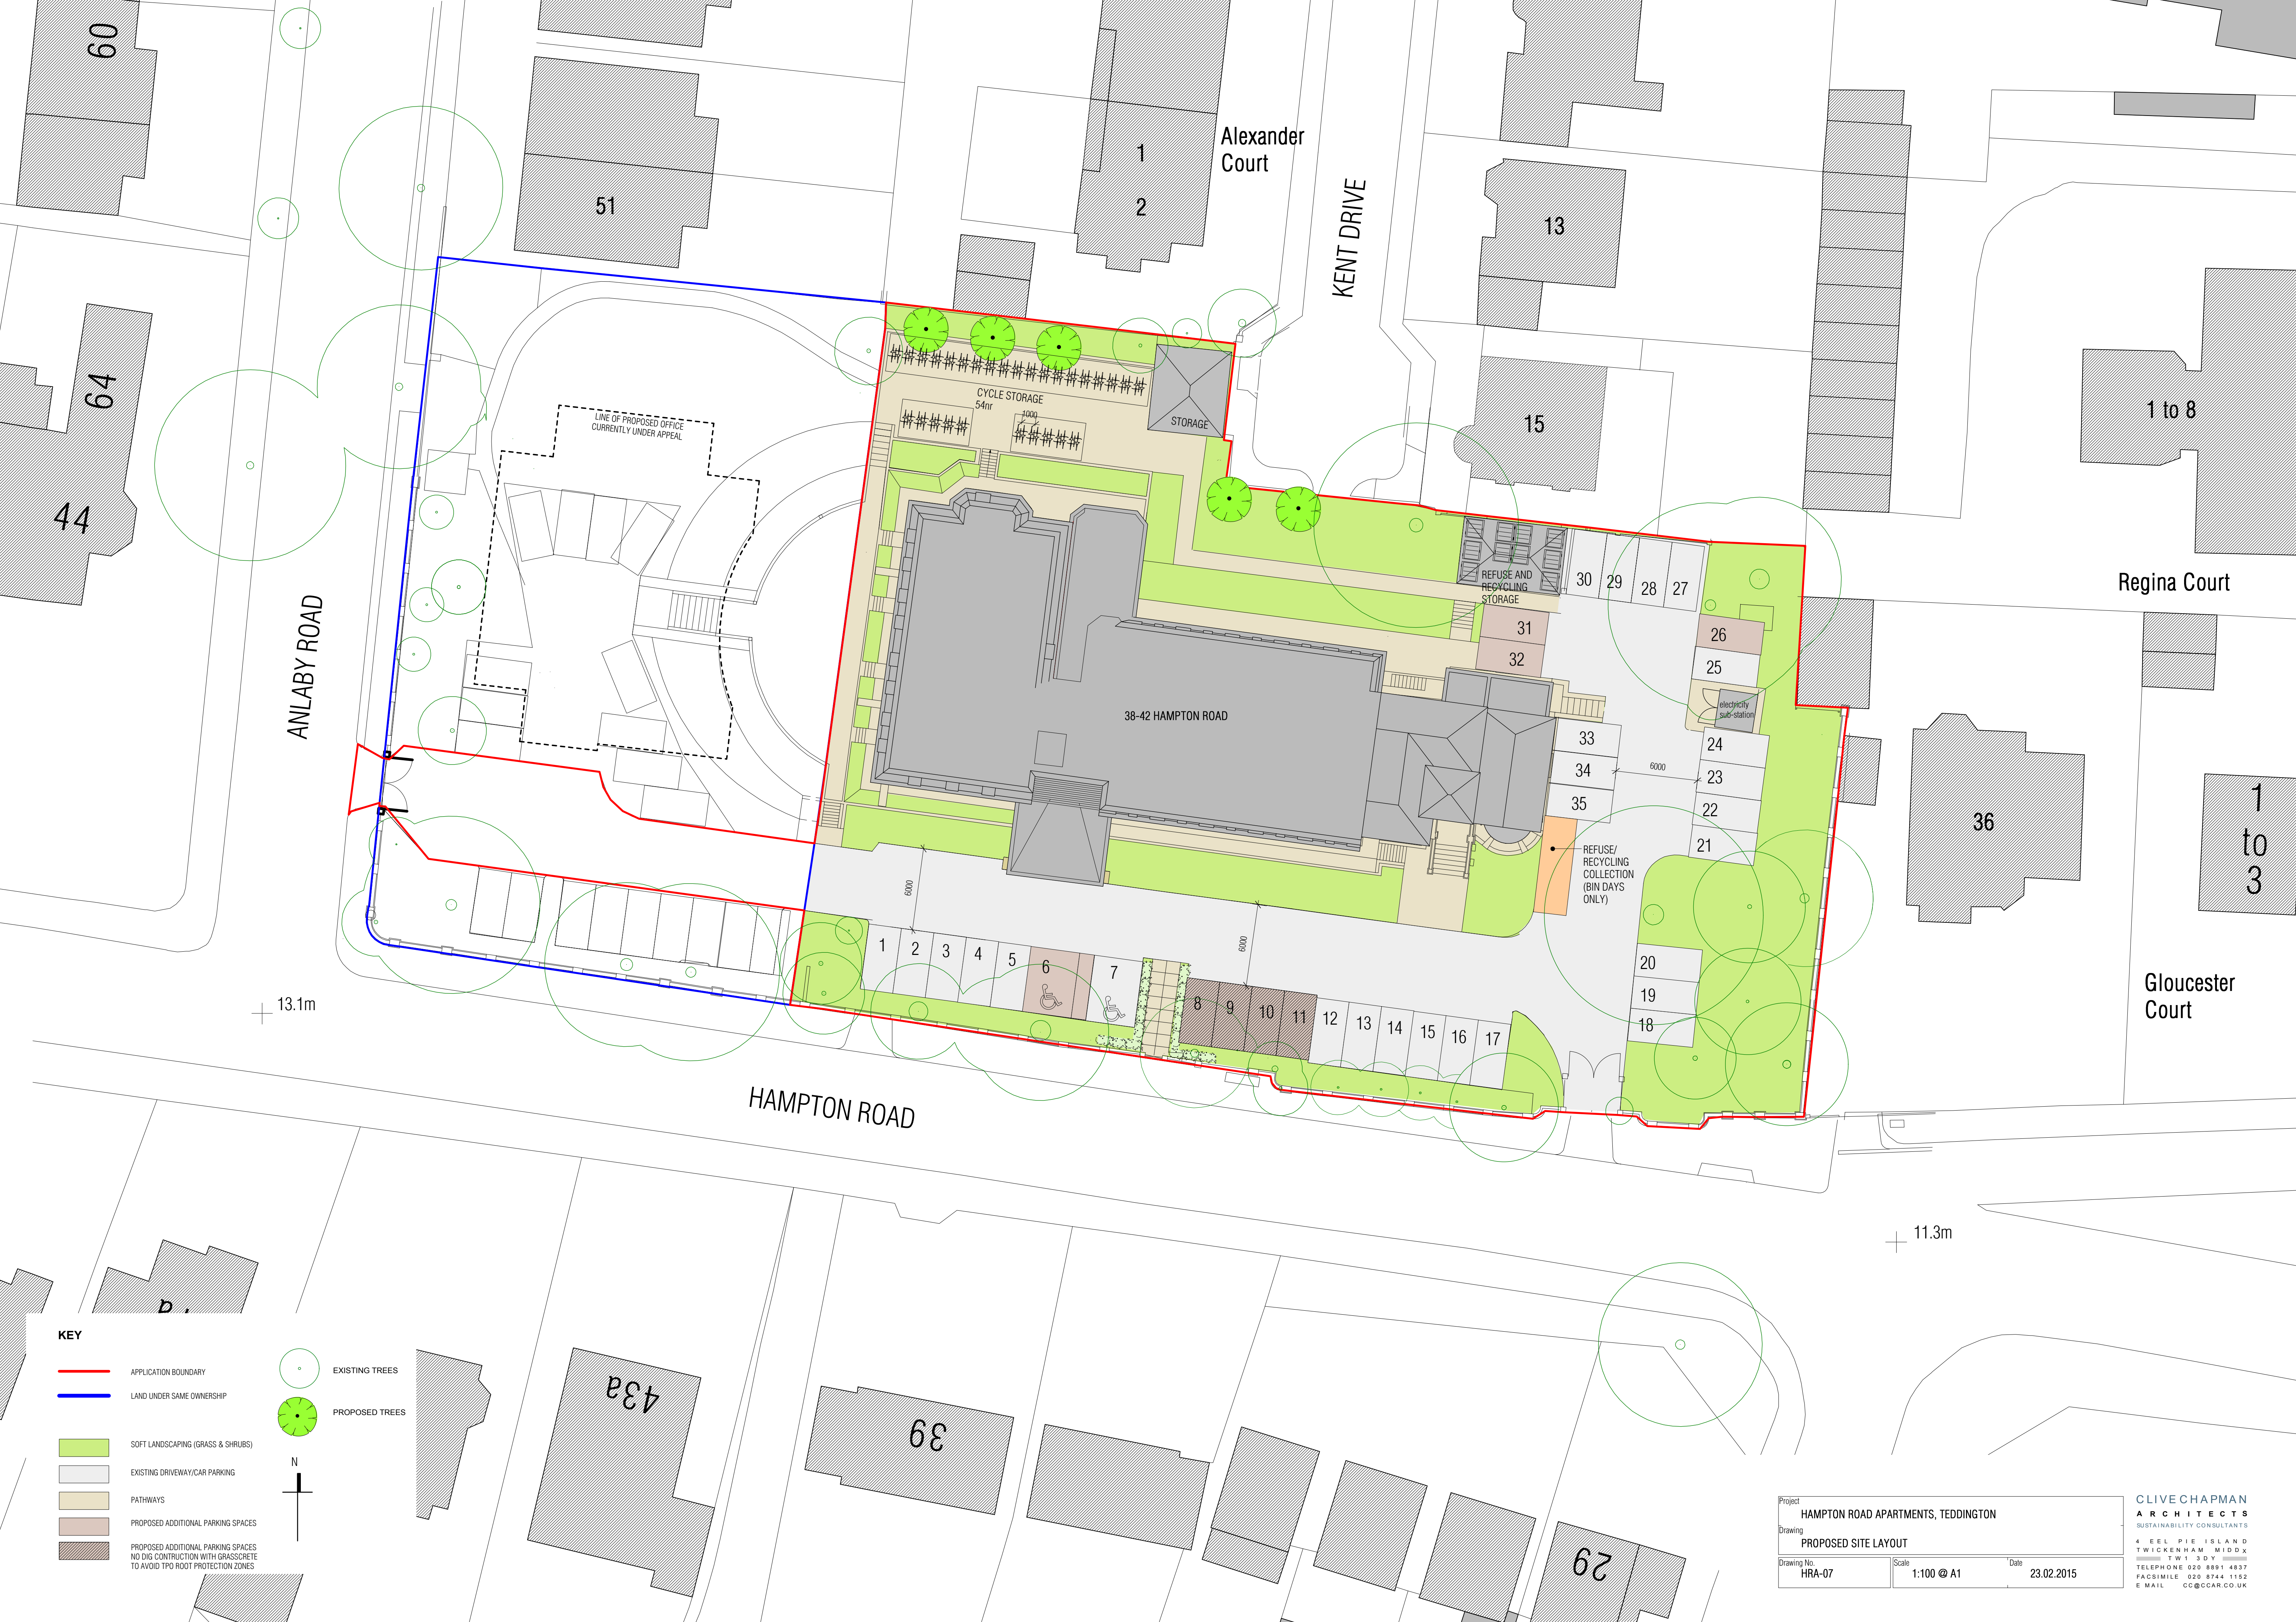 60
51
1
2
Alexander
Court
KENT DRIVE
13
15
1 to 8
Regina Court
64
44
ANLABY ROAD
LINE OF PROPOSED OFFICE
CURRENTLY UNDER APPEAL
CYCLE STORAGE
54nr
1000
STORAGE
REFUSE AND
RECYCLING
STORAGE
30
29
28
27
31
32
26
25
electricity
sub-station
38-42 HAMPTON ROAD
33
34
35
6000
24
23
22
21
REFUSE/
RECYCLING
COLLECTION
(BIN DAYS
ONLY)
36
1
to
3
Gloucester
Court
6000
6000
1
2
3
4
5
6
7
8
9
10
11
12
13
14
15
16
17
20
19
18
13.1m
HAMPTON ROAD
11.3m
43a
39
29
KEY
APPLICATION BOUNDARY
LAND UNDER SAME OWNERSHIP
EXISTING TREES
PROPOSED TREES
SOFT LANDSCAPING (GRASS & SHRUBS)
EXISTING DRIVEWAY/CAR PARKING
PATHWAYS
PROPOSED ADDITIONAL PARKING SPACES
PROPOSED ADDITIONAL PARKING SPACES
NO DIG CONTRUCTION WITH GRASSCRETE
TO AVOID TPO ROOT PROTECTION ZONES
N
Project
HAMPTON ROAD APARTMENTS, TEDDINGTON
Drawing
PROPOSED SITE LAYOUT
Drawing No.
HRA-07
Scale
1:100 @ A1
Date
23.02.2015
CLIVE CHAPMAN
ARCHITECTS
SUSTAINABILITY CONSULTANTS
4 EEL PIE ISLAND
TWICKENHAM MIDDX
TW1 3DY
TELEPHONE 020 8891 4837
FACSIMILE 020 8744 1152
E MAIL CC@CCAR.CO.UK